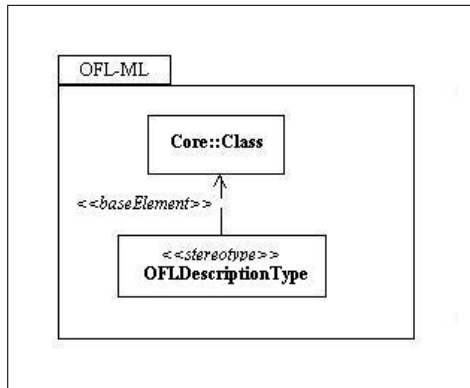 OFL-ML
Core::Class
<<baseElement>>
<<stereotype>>
OFLDescriptionType